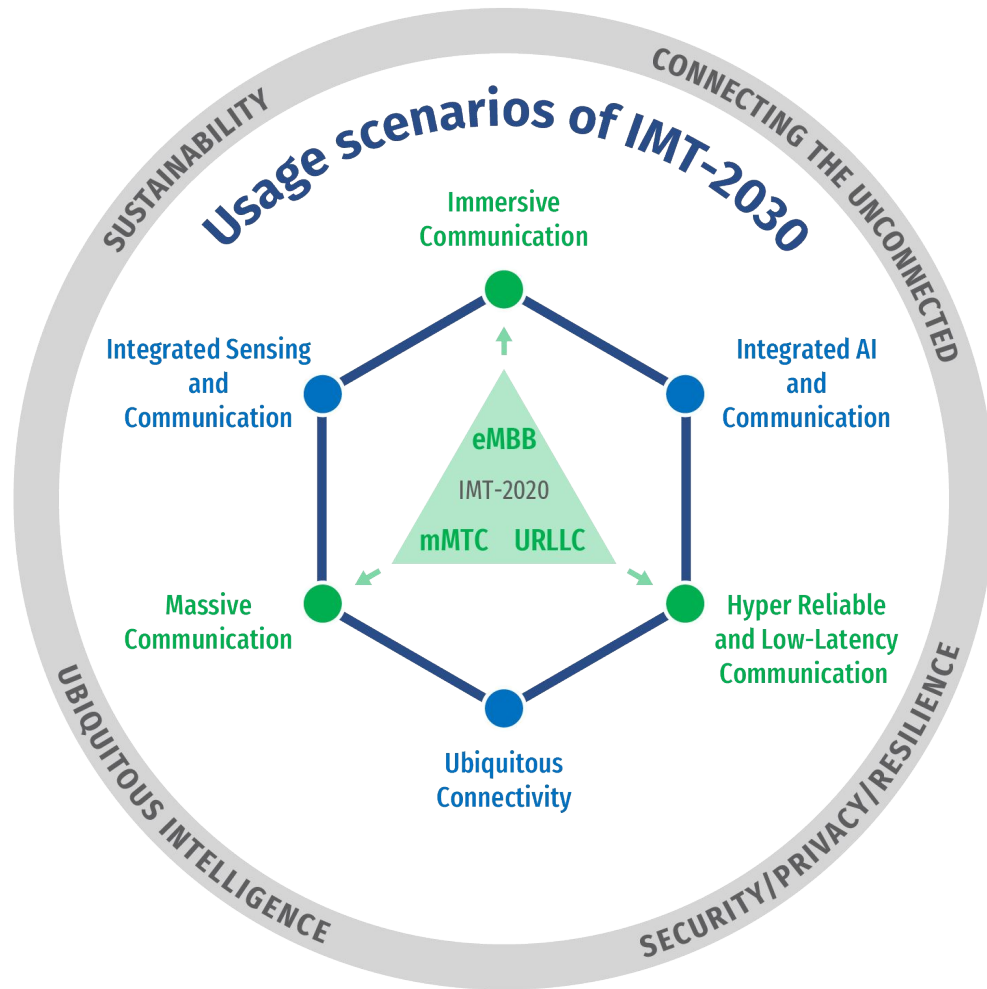 SUSTAINABILITY
CONNECTING THE UNCONNECTED
Usage scenarios of IMT-2030
Immersive
Communication
Integrated Sensing
and
Communication
Integrated AI
and
Communication
eMBB
IMT-2020
mMTC URLLC
Massive
Communication
Hyper Reliable
and Low-Latency
Communication
Ubiquitous
Connectivity
UBIQUITOUS INTELLIGENCE
SECURITY/PRIVACY/RESILIENCE